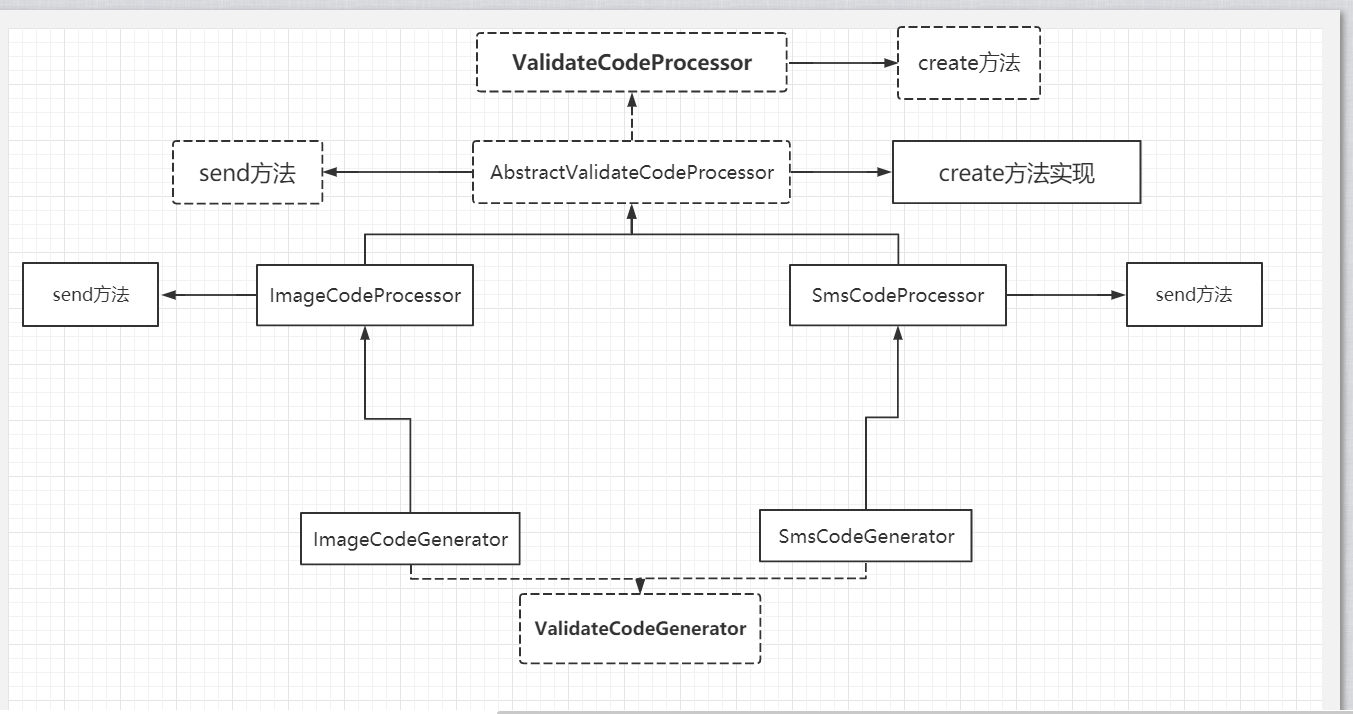 ValidateCodeProcessor
create方法
send方法
AbstractValidateCodeProcessor
create方法实现
send方法
ImageCodeProcessor
SmsCodeProcessor
send方法
ImageCodeGenerator
SmsCodeGenerator
ValidateCodeGenerator